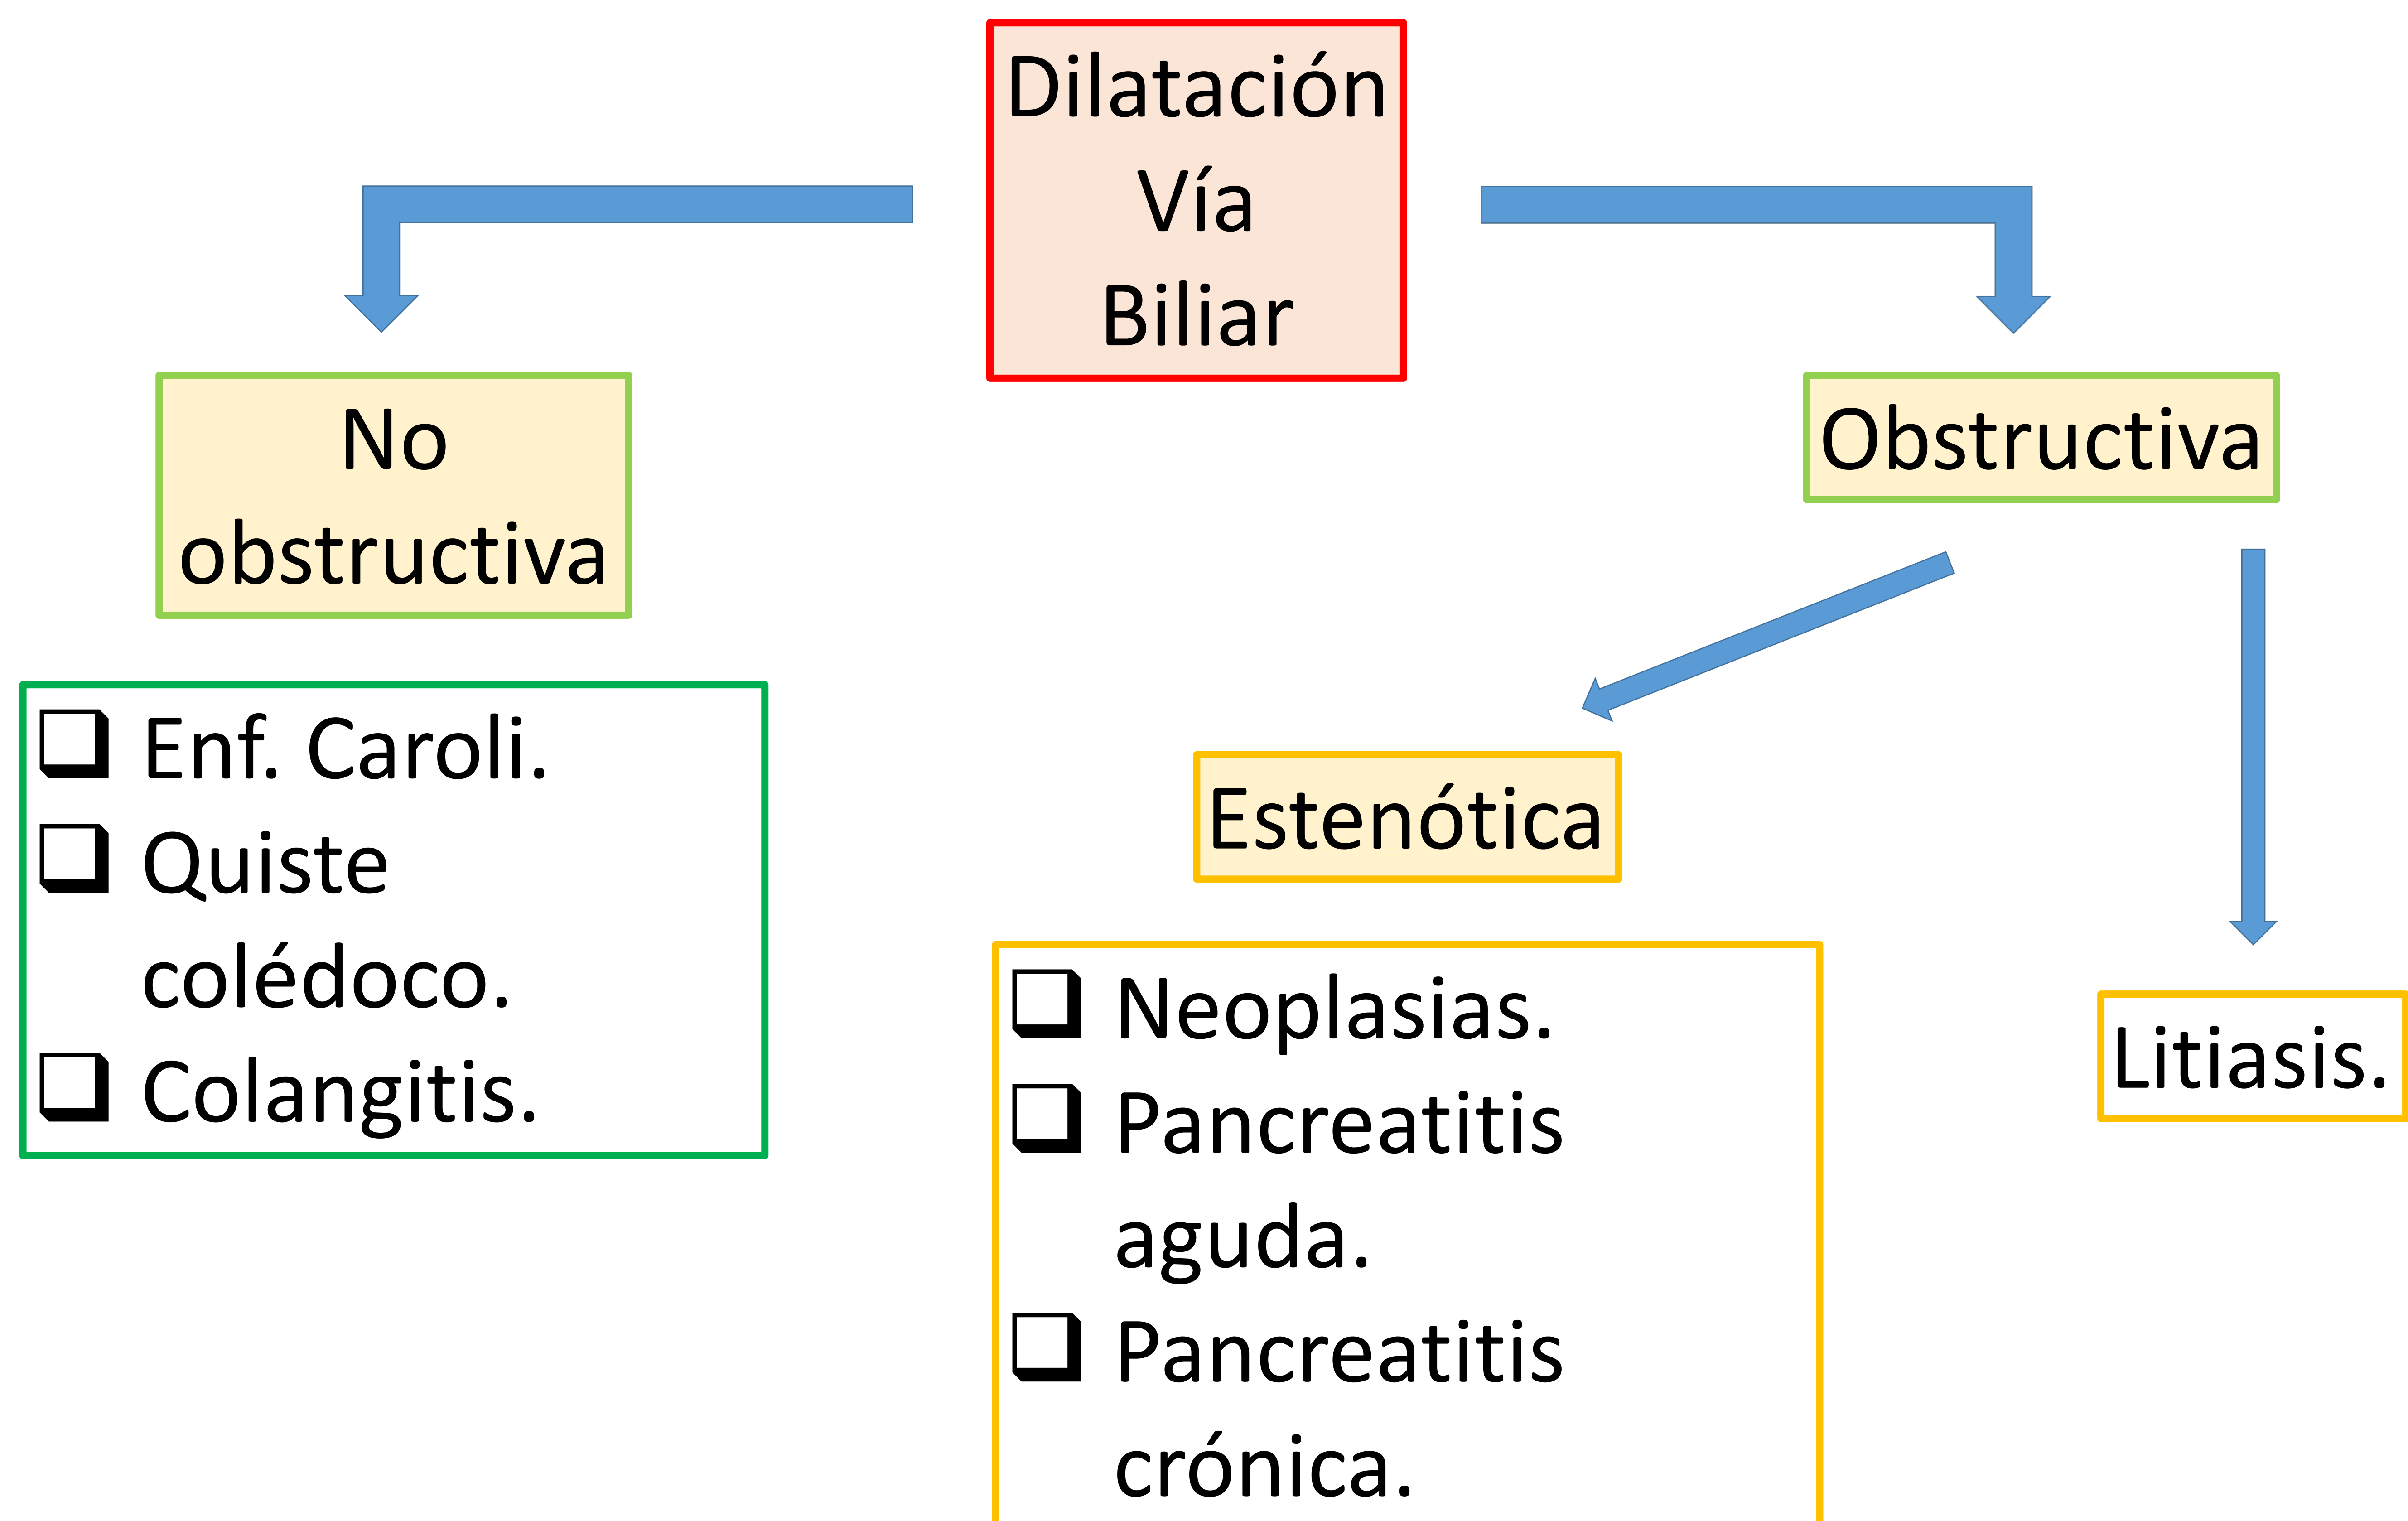 Dilatación
Vía
Biliar
No
obstructiva
Obstructiva
Enf. Caroli.
Quiste
colédoco.
Colangitis.
Estenótica
Neoplasias.
Pancreatitis
aguda.
Pancreatitis
crónica.
Litiasis.